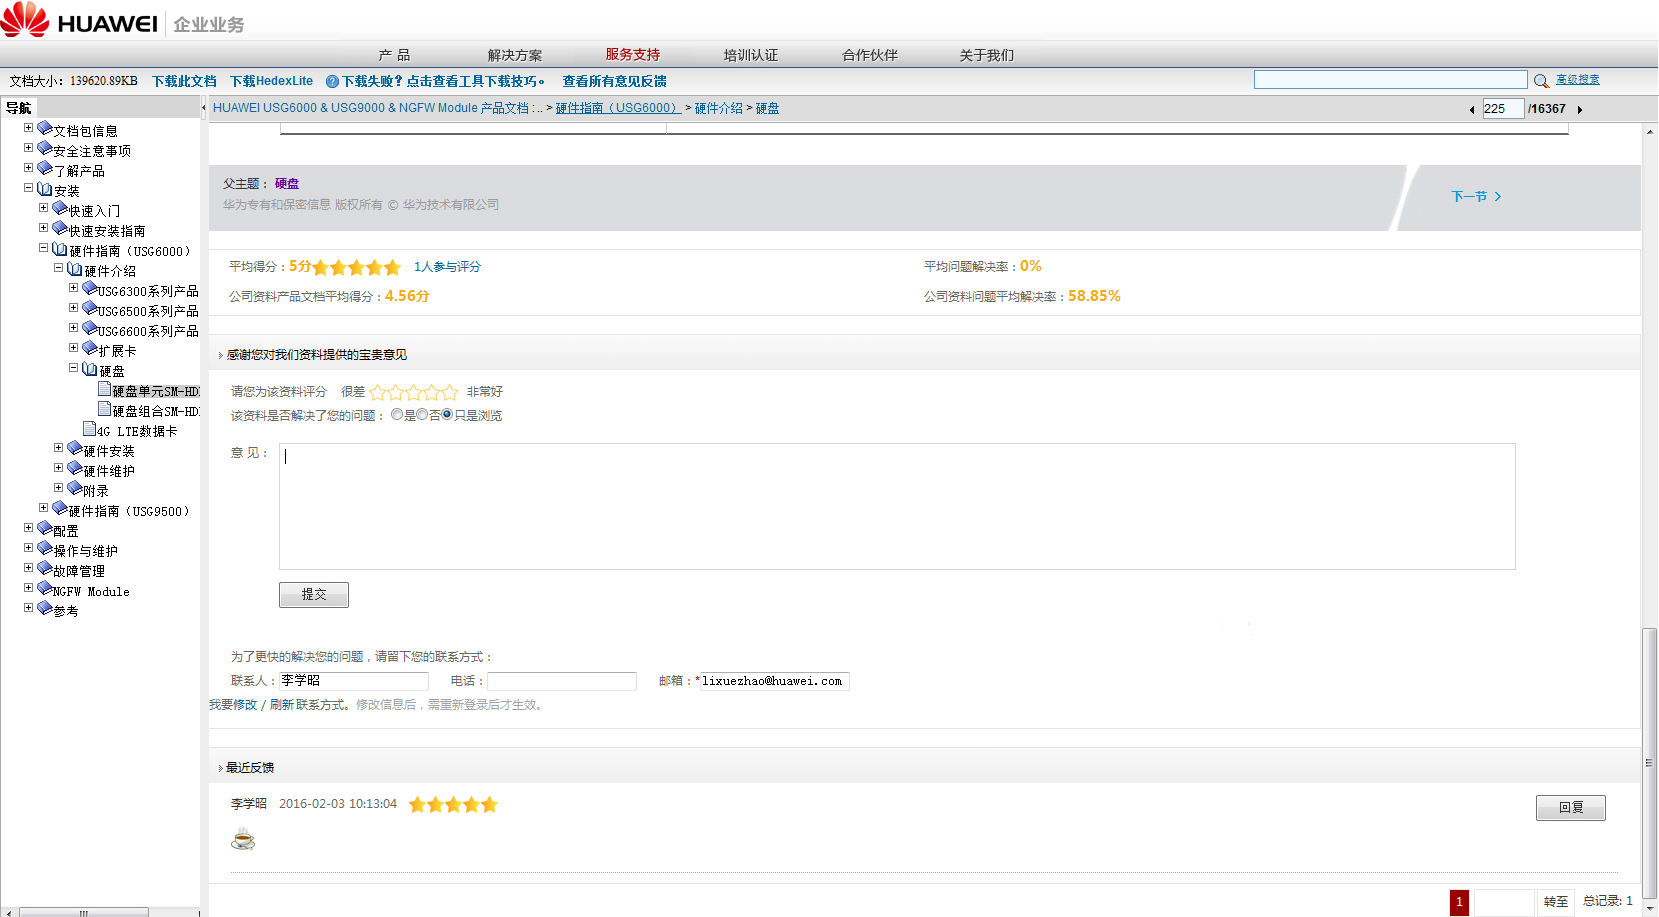 HUAWEI 企业业务
产 品 解决方案 服务支持 培训认证 合作伙伴 关于我们
文档大小：139620.89KB 下载此文档 下载HedexLite ?下载失败？点击查看工具下载技巧。 查看所有意见反馈 高级搜索
导航
HUAWEI USG6000 & USG9000 & NGFW Module 产品文档 : .. > 硬件指南（USG6000） > 硬件介绍 > 硬盘 225 /16367
文档包信息
安全注意事项
了解产品
安装
快速入门
快速安装指南
硬件指南（USG6000）
硬件介绍
USG6300系列产品
USG6500系列产品
USG6600系列产品
扩展卡
硬盘
硬盘单元SM-HD
硬盘组合SM-HD
4G LTE数据卡
硬件安装
硬件维护
附录
硬件指南（USG9500）
配置
操作与维护
故障管理
NGFW Module
参考
父主题： 硬盘
华为专有和保密信息 版权所有 © 华为技术有限公司
下一节 >
平均得分：5分 1人参与评分 平均问题解决率：0%
公司资料产品文档平均得分：4.56分 公司资料问题平均解决率：58.85%
感谢您对我们资料提供的宝贵意见
请您为该资料评分 很差 非常好
该资料是否解决了您的问题： 是 否 只是浏览
意 见：
提交
为了更快的解决您的问题，请留下您的联系方式：
联系人：李学昭 电话： 邮箱：*lixuezhao@huawei.com
我要修改 / 刷新 联系方式。修改信息后，需重新登录后才生效。
最近反馈
李学昭 2016-02-03 10:13:04
回复
1 转至 总记录: 1